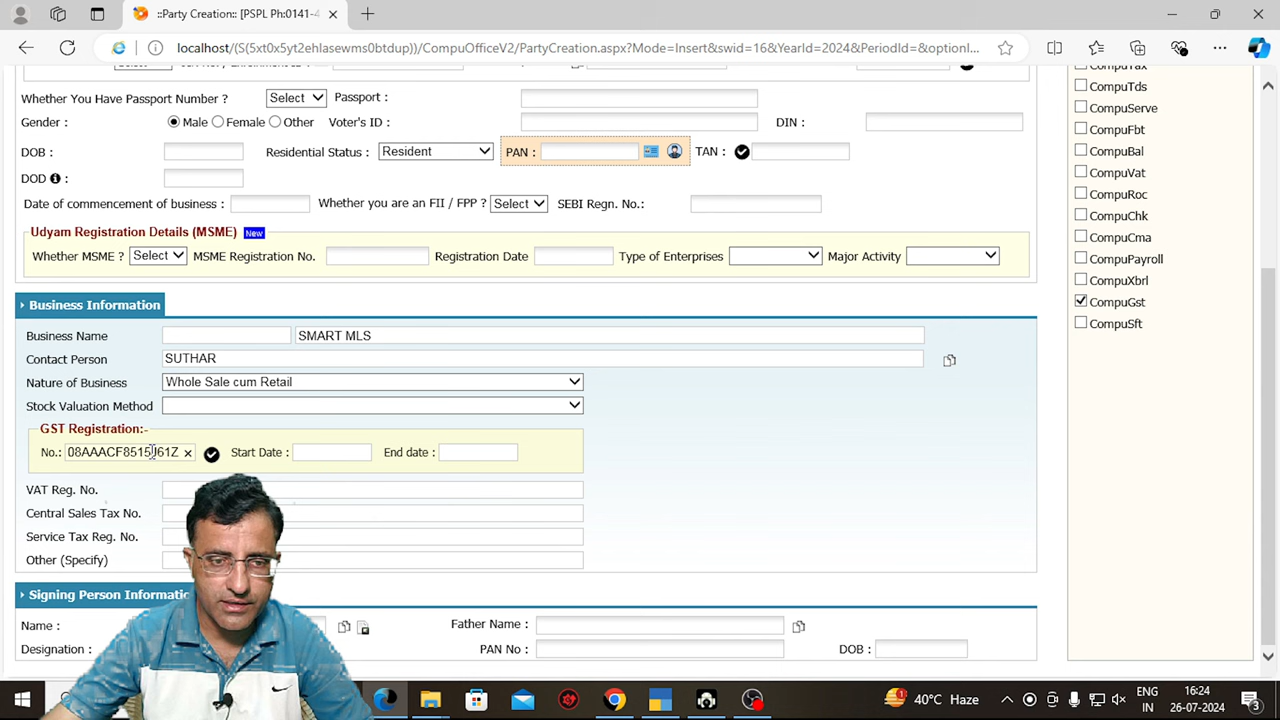 ::Party Creation:: [PSPL Ph:0141-4
localhost/(S(5xt0x5yt2ehlasewms0btdup))/CompuOfficeV2/PartyCreation.aspx?Mode=Insert&swid=16&YearId=2024&PeriodId=&optionI...
CompuTds
Whether You Have Passport Number ? Select Passport :
CompuServe
Gender : Male Female Other Voter's ID : DIN :
CompuFbt
DOB : Residential Status : Resident PAN : TAN :
CompuBal
DOD :
CompuVat
Date of commencement of business : Whether you are an FII / FPP ? Select SEBI Regn. No.:
CompuRoc
CompuChk
Udyam Registration Details (MSME) New
CompuCma
Whether MSME ? Select MSME Registration No. Registration Date Type of Enterprises Major Activity
CompuPayroll
CompuXbrl
Business Information
CompuGst
CompuSft
Business Name SMART MLS
Contact Person SUTHAR
Nature of Business Whole Sale cum Retail
Stock Valuation Method
GST Registration:-
No.: 08AAACF8515J61Z Start Date : End date :
VAT Reg. No.
Central Sales Tax No.
Service Tax Reg. No.
Other (Specify)
Signing Person Informatio
Name : Father Name :
Designation : PAN No : DOB :
1 40°C Haze ENG IN 16:24 26-07-2024 3